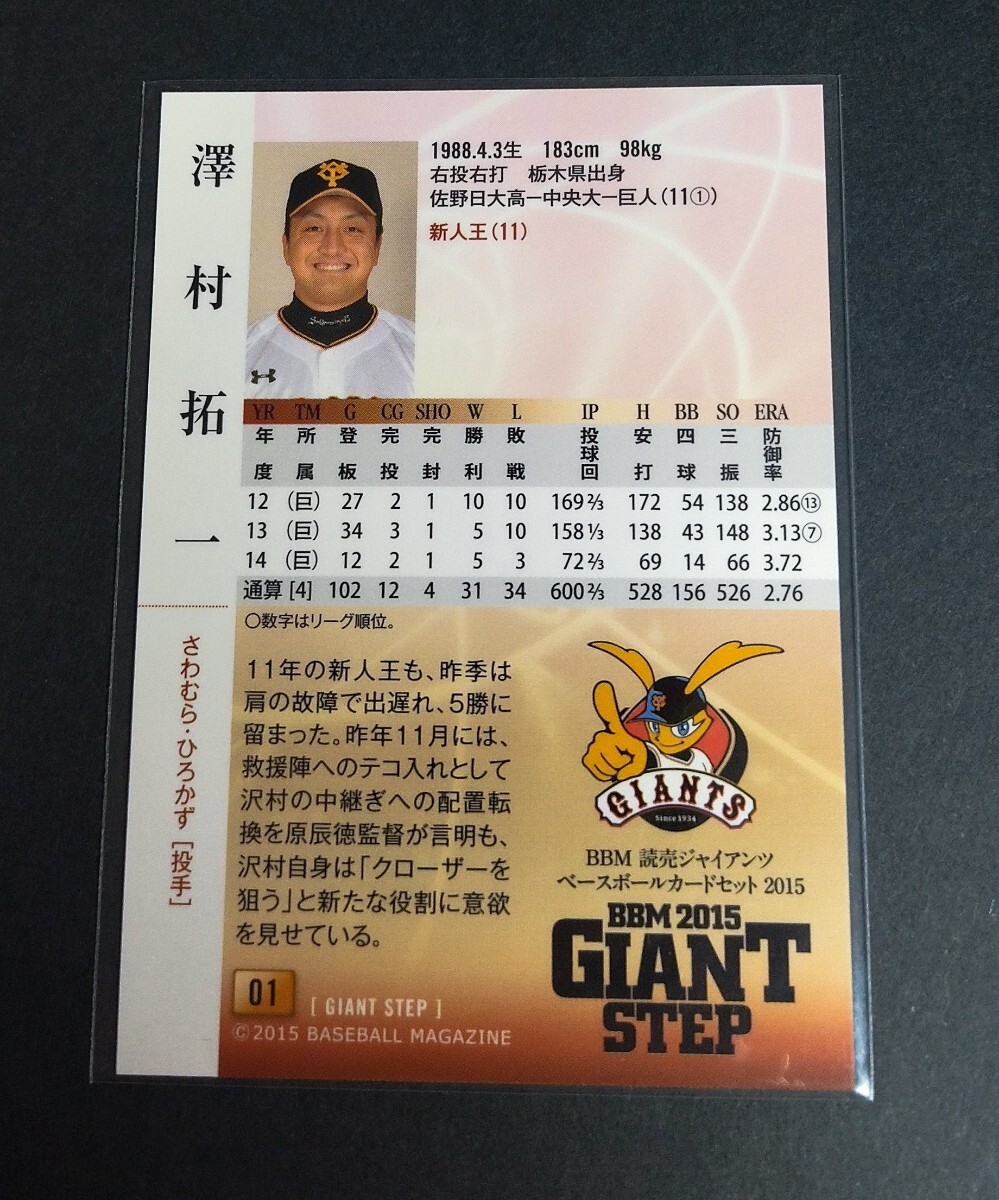 澤村拓一
さわむら・ひろかず［投手］
1988.4.3生 183cm 98kg
右投右打 栃木県出身
佐野日大高ー中央大ー巨人（11①）
新人王（11）
YR TM G CG SHO W L IP H BB SO ERA
年度 所属 登板 完投 完封 勝利 敗戦 投球回 安打 四球 三振 防御率
12 （巨） 27 2 1 10 10 169 2/3 172 54 138 2.86⑬
13 （巨） 34 3 1 5 10 158 1/3 138 43 148 3.13⑦
14 （巨） 12 2 1 5 3 72 2/3 69 14 66 3.72
通算 [4] 102 12 4 31 34 600 2/3 528 156 526 2.76
○数字はリーグ順位。
11年の新人王も、昨季は
肩の故障で出遅れ、5勝に
留まった。昨年11月には、
救援陣へのテコ入れとして
沢村の中継ぎへの配置転
換を原辰徳監督が言明も、
沢村自身は「クローザーを
狙う」と新たな役割に意欲
を見せている。
GIANTS
Since 1934
BBM 読売ジャイアンツ
ベースボールカードセット 2015
BBM 2015
GIANT
STEP
01
[ GIANT STEP ]
©2015 BASEBALL MAGAZINE